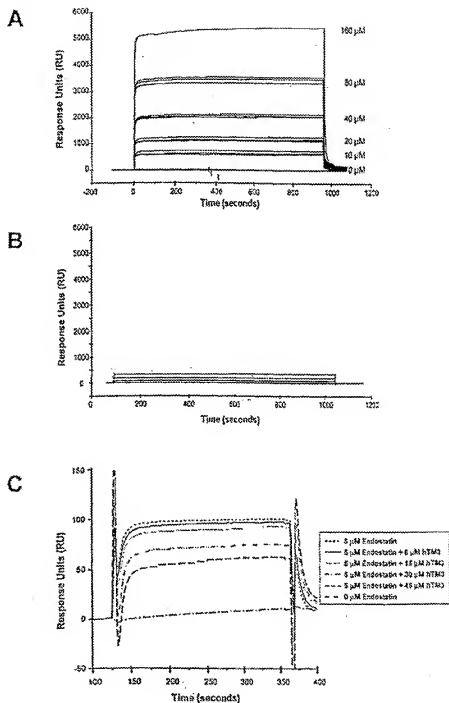 A
Response Units (RU)
6000
5000
4000
3000
2000
1000
0
-200
0
200
400
600
800
1000
1200
Time (seconds)
160 µM
80 µM
40 µM
20 µM
10 µM
0 µM
B
Response Units (RU)
6000
5000
4000
3000
2000
1000
0
200
400
600
800
1000
1200
Time (seconds)
C
Response Units (RU)
150
100
50
0
-50
100
150
200
250
300
350
400
Time (seconds)
5 µM Endostatin
5 µM Endostatin + 5 µM hTM3
5 µM Endostatin + 15 µM hTM3
5 µM Endostatin + 30 µM hTM3
5 µM Endostatin + 45 µM hTM3
0 µM Endostatin